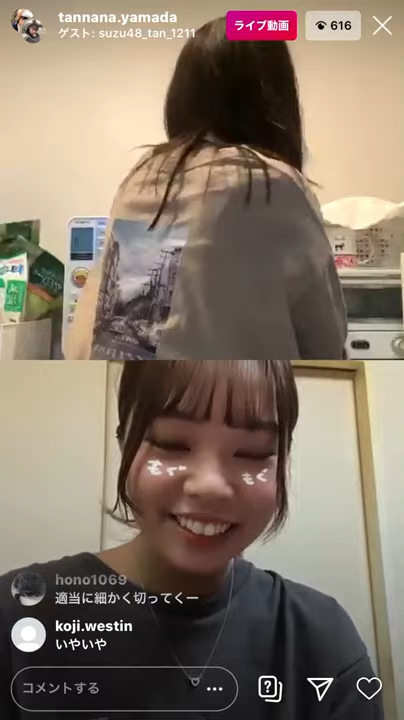 tannana.yamada
ゲスト: suzu48_tan_1211
ライブ動画
616
もぐ
もぐ
hono1069
適当に細かく切ってくー
koji.westin
いやいや
コメントする